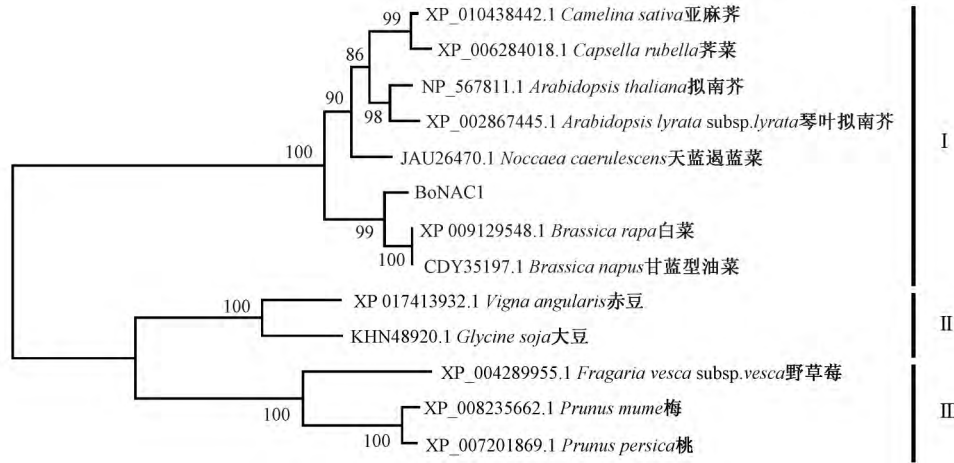 99
XP_010438442.1 Camelina sativa亚麻荠
XP_006284018.1 Capsella rubella荠菜
86
NP_567811.1 Arabidopsis thaliana拟南芥
98
XP_002867445.1 Arabidopsis lyrata subsp.lyrata琴叶拟南芥
90
JAU26470.1 Noccaea caerulescens天蓝遏蓝菜
100
BoNAC1
99
XP 009129548.1 Brassica rapa白菜
100
CDY35197.1 Brassica napus甘蓝型油菜
I
100
XP 017413932.1 Vigna angularis赤豆
KHN48920.1 Glycine soja大豆
II
XP_004289955.1 Fragaria vesca subsp.vesca野草莓
100
XP_008235662.1 Prunus mume梅
100
XP_007201869.1 Prunus persica桃
III